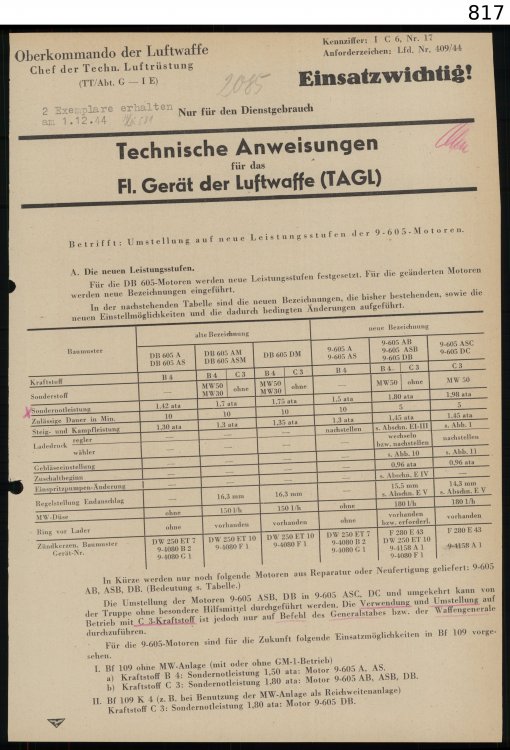 817
Oberkommando der Luftwaffe
Chef der Techn. Luftrüstung
(TT/Abt. G — I E)
Kennziffer: I C 6, Nr. 17
Anforderzeichen: Lfd. Nr. 409/44
2085
Einsatzwichtig!
2 Exemplare erhalten
am 1.12.44
Nur für den Dienstgebrauch
Technische Anweisungen
für das
Fl. Gerät der Luftwaffe (TAGL)
Betrifft: Umstellung auf neue Leistungsstufen der 9-605-Motoren.
A. Die neuen Leistungsstufen.
Für die DB 605-Motoren werden neue Leistungsstufen festgesetzt. Für die geänderten Motoren
werden neue Bezeichnungen eingeführt.
In der nachstehenden Tabelle sind die neuen Bezeichnungen, die bisher bestehenden, sowie die
neuen Einstellmöglichkeiten und die dadurch bedingten Änderungen aufgeführt.
Baumuster alte Bezeichnung neue Bezeichnung
DB 605 A DB 605 AS DB 605 AM DB 605 ASM DB 605 DM 9-605 A 9-605 AS 9-605 AB 9-605 ASB 9-605 DB 9-605 ASC 9-605 DC
Kraftstoff B 4 B 4 C 3 B 4 C 3 B 4 B 4 C 3 C 3
Sonderstoff — MW50 MW30 ohne MW50 MW30 ohne — MW50 ohne MW 50
Sondernotleistung 1.42 ata 1.7 ata 1.75 ata 1.5 ata 1.80 ata 1.98 ata
Zulässige Dauer in Min. 10 10 10 10 5 5
Steig- und Kampfleistung 1.30 ata 1.3 ata 1.35 ata 1.3 ata 1.45 ata 1.45 ata
Ladedruck regler — — — nachstellen s. Abschn. EI-III s. Abb. 1
wähler — — — — wechseln bzw. nachstellen nachstellen
Gebläseeinstellung — — — — s. Abb. 10 s. Abb. 11
Zuschaltbeginn — — — — 0,96 ata 0.96 ata
Einspritzpumpen-Änderung — — — — s. Abschn. E IV —
Regelstellung Endanschlag — 16,3 mm 16,3 mm — 15,5 mm s. Abschn. E V 14,3 mm s. Abschn. E V
MW-Düse ohne 150 l/h 150 l/h ohne 180 l/h 180 l/h
Ring vor Lader ohne vorhanden vorhanden ohne vorhanden bzw. erforderl. vorhanden
Zündkerzen, Baumuster Gerät-Nr. DW 250 ET 7 9-4080 B 2 9-4080 G 1 DW 250 ET 10 9-4080 F 1 DW 250 ET 10 9-4080 F 1 DW 250 ET 7 9-4080 B 2 9-4080 G 1 F 280 E 43 DW 250 ET 10 9-4158 A 1 9-4080 F 1 F 280 E 43 9-4158 A 1
In Kürze werden nur noch folgende Motoren aus Reparatur oder Neufertigung geliefert: 9-605
AB, ASB, DB. (Bedeutung s. Tabelle.)
Die Umstellung der Motoren 9-605 ASB, DB in 9-605 ASC, DC und umgekehrt kann von
der Truppe ohne besondere Hilfsmittel durchgeführt werden. Die Verwendung und Umstellung auf
Betrieb mit C 3-Kraftstoff ist jedoch nur auf Befehl des Generalstabes bzw. der Waffengenerale
durchzuführen.
Für die 9-605-Motoren sind für die Zukunft folgende Einsatzmöglichkeiten in Bf 109 vorge-
sehen.
I. Bf 109 ohne MW-Anlage (mit oder ohne GM-1-Betrieb)
a) Kraftstoff B 4: Sondernotleistung 1,50 ata: Motor 9-605 A, AS.
b) Kraftstoff C 3: Sondernotleistung 1,80 ata: Motor 9-605 AB, ASB, DB.
II. Bf 109 K 4 (z. B. bei Benutzung der MW-Anlage als Reichweitenanlage)
Kraftstoff C 3: Sondernotleistung 1,80 ata: Motor 9-605 DB.